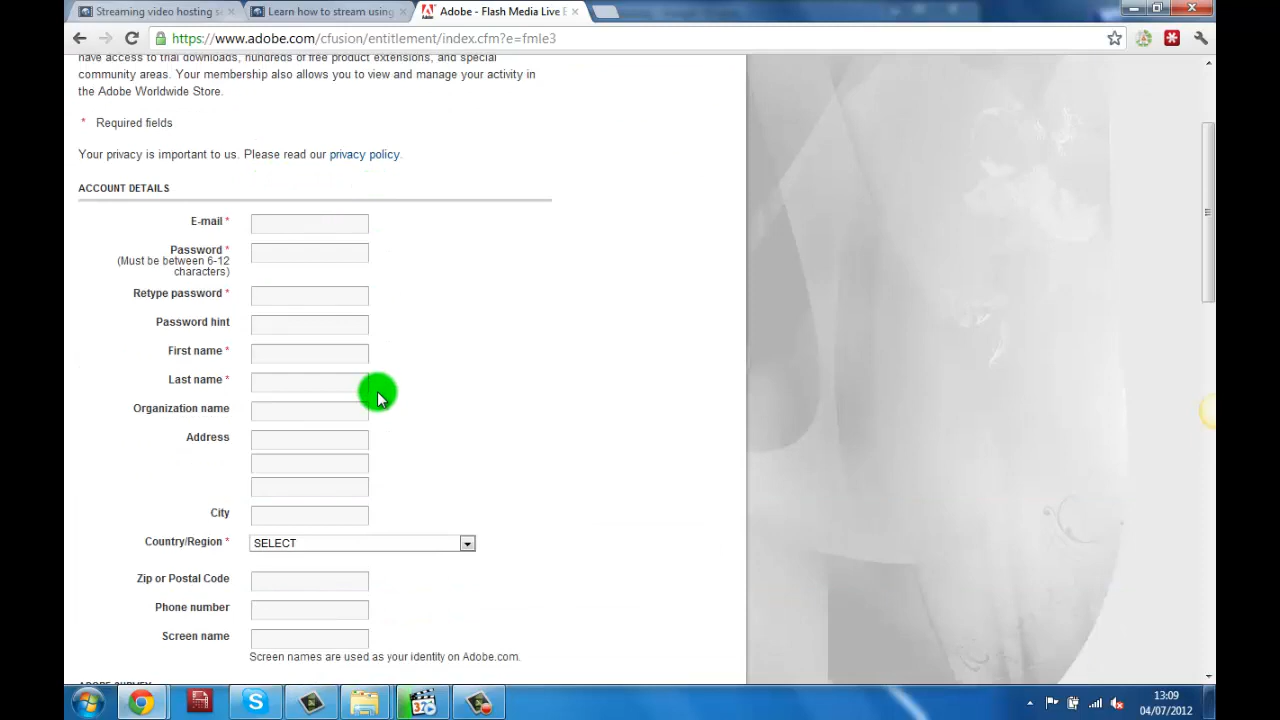 Streaming video hosting s
Learn how to stream using
Adobe - Flash Media Live E
https://www.adobe.com/cfusion/entitlement/index.cfm?e=fmle3
have access to trial downloads, hundreds of free product extensions, and special
community areas. Your membership also allows you to view and manage your activity in
the Adobe Worldwide Store.
* Required fields
Your privacy is important to us. Please read our privacy policy.
ACCOUNT DETAILS
E-mail *
Password *
(Must be between 6-12
characters)
Retype password *
Password hint
First name *
Last name *
Organization name
Address
City
Country/Region * SELECT
Zip or Postal Code
Phone number
Screen name
Screen names are used as your identity on Adobe.com.
ADOBE SURVEY
13:09
04/07/2012